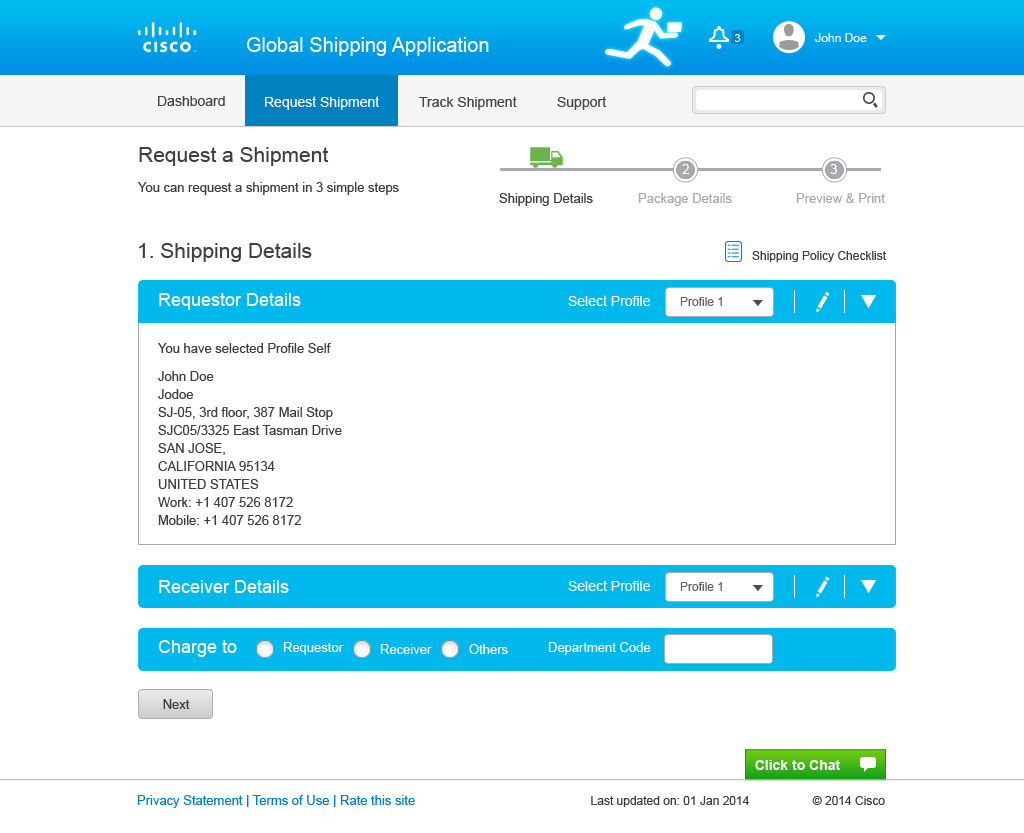 CISCO
Global Shipping Application
3
John Doe
Dashboard
Request Shipment
Track Shipment
Support
Request a Shipment
You can request a shipment in 3 simple steps
Shipping Details
2
Package Details
3
Preview & Print
1. Shipping Details
Shipping Policy Checklist
Requestor Details
Select Profile
Profile 1
You have selected Profile Self
John Doe
Jodoe
SJ-05, 3rd floor, 387 Mail Stop
SJC05/3325 East Tasman Drive
SAN JOSE,
CALIFORNIA 95134
UNITED STATES
Work: +1 407 526 8172
Mobile: +1 407 526 8172
Receiver Details
Select Profile
Profile 1
Charge to
Requestor
Receiver
Others
Department Code
Next
Click to Chat
Privacy Statement | Terms of Use | Rate this site
Last updated on: 01 Jan 2014
© 2014 Cisco